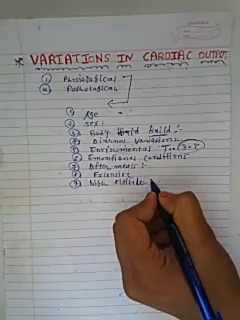 * VARIATIONS IN CARDIAC OUTPUT
① Physiological
② Pathological
① Age
② Sex
③ Body build :-
④ Diurnal variations
⑤ Environmental
⑥ Emontional conditions
⑦ After meals :-
⑧ Exercise
⑨ High Altitude